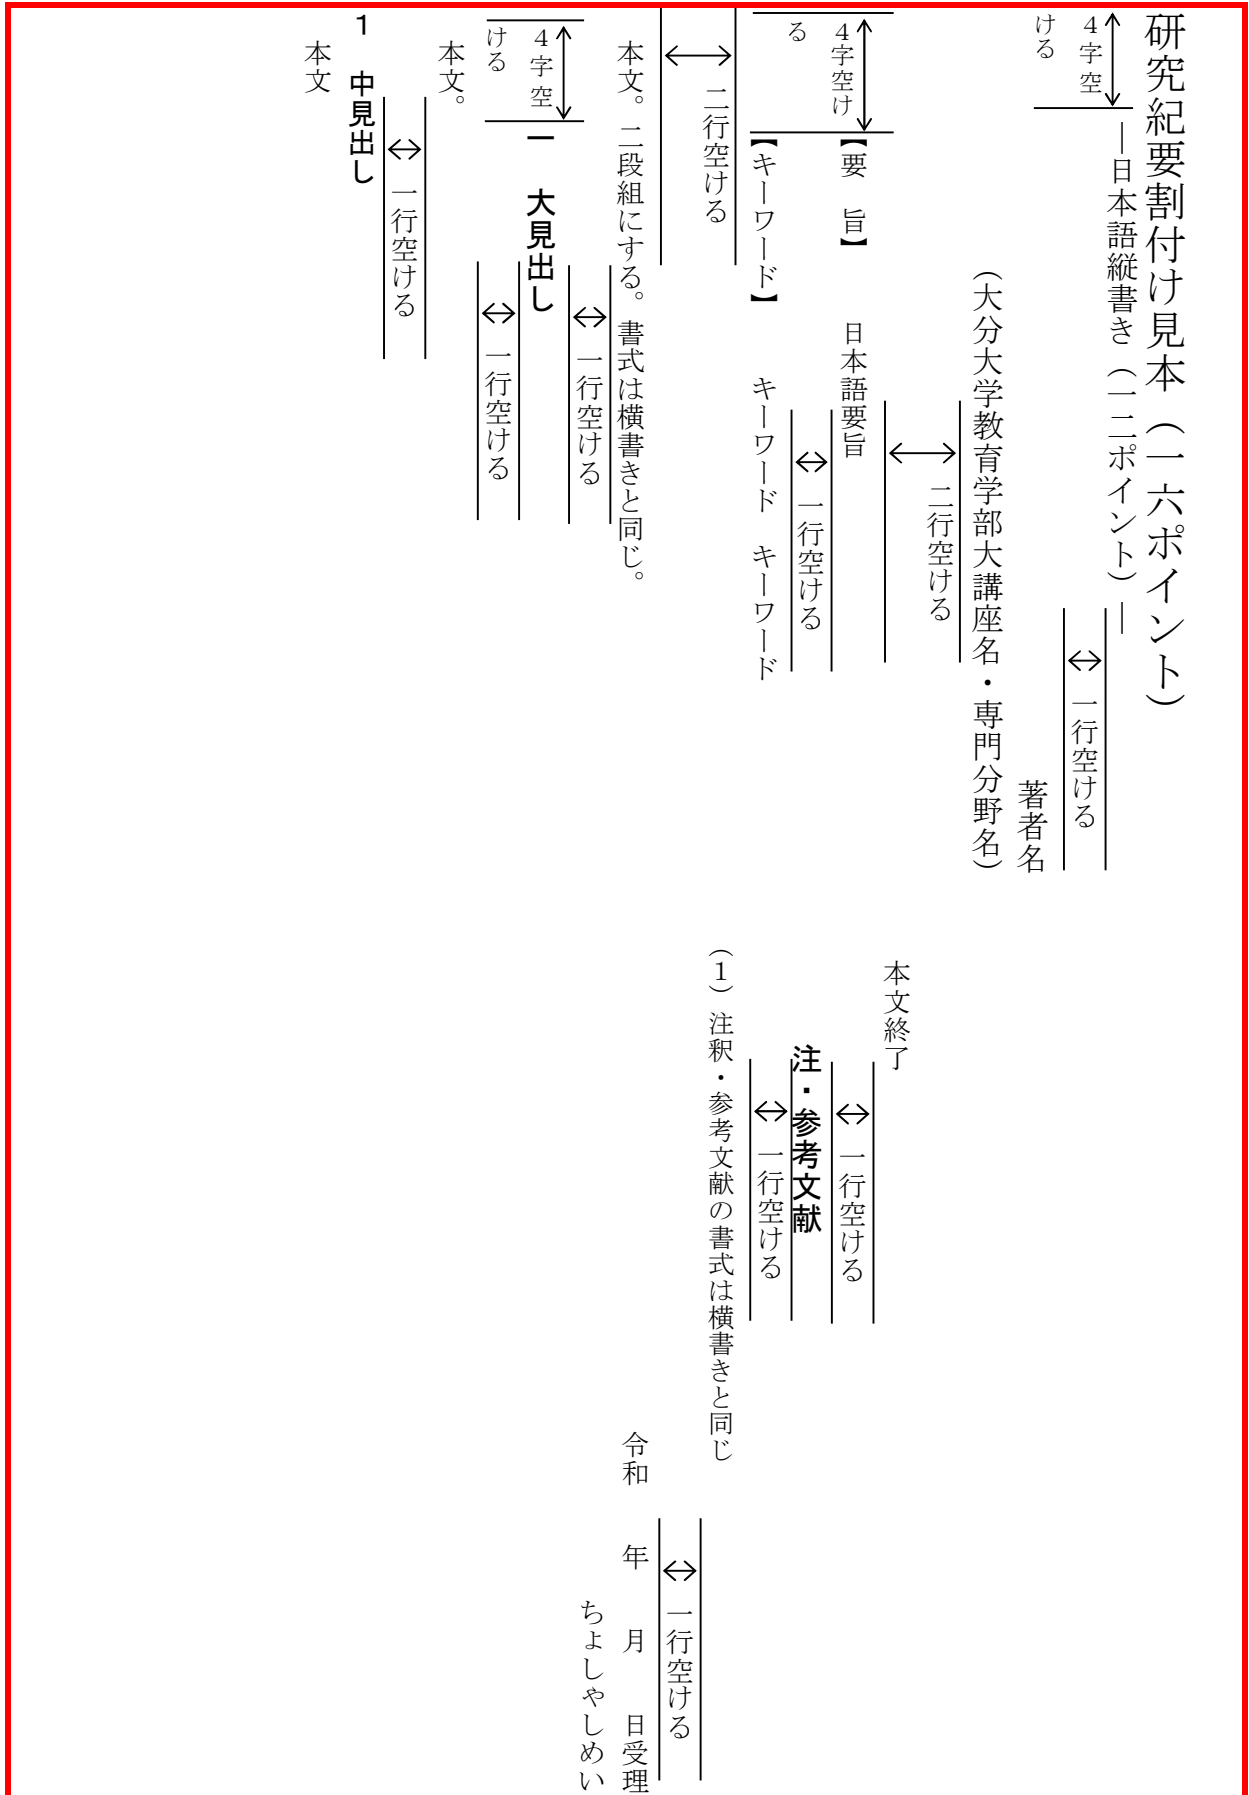 研究紀要割付け見本（一六ポイント）
４字空
ける
―日本語縦書き（一二ポイント）―
一行空ける
著者名
（大分大学教育学部大講座名・専門分野名）
二行空ける
４字空け
る
【要　旨】　　日本語要旨
一行空ける
【キーワード】　　キーワード　キーワード
二行空ける
本文。二段組にする。書式は横書きと同じ。
一行空ける
４字空
ける
一　大見出し
一行空ける
本文。
一行空ける
１　中見出し
本文
本文終了
一行空ける
注・参考文献
一行空ける
（１）注釈・参考文献の書式は横書きと同じ
一行空ける
令和　　年　　月　　日受理
ちょしゃしめい